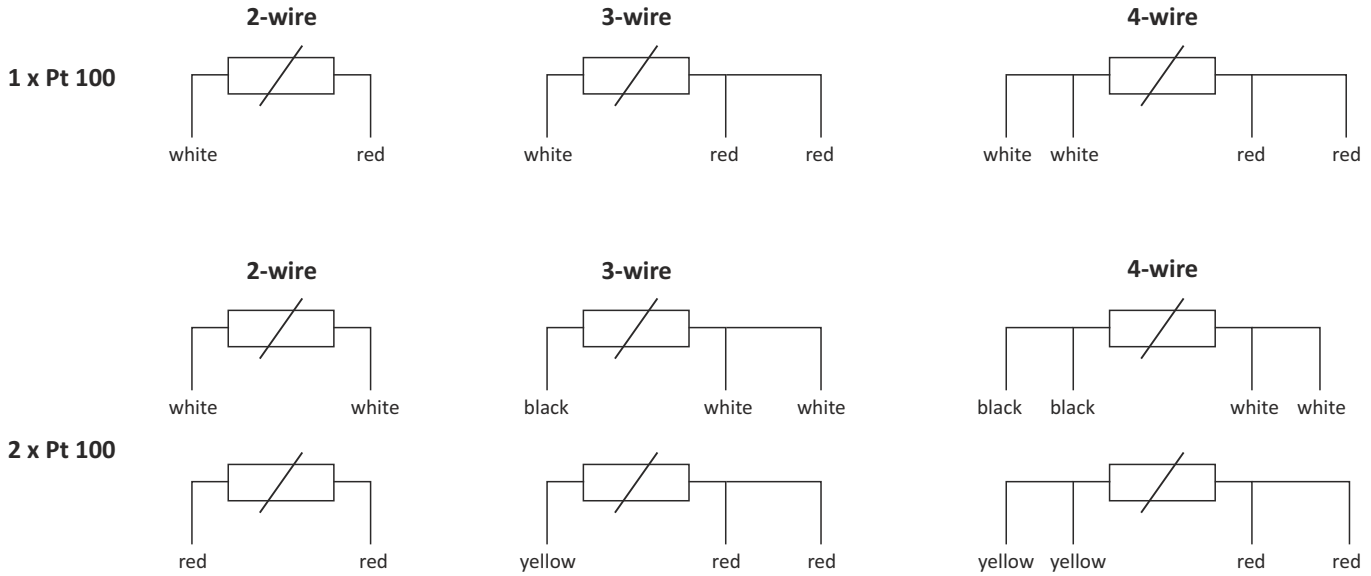 2-wire 3-wire 4-wire
1 x Pt 100
white red white red red white white red red
2-wire 3-wire 4-wire
white white black white white black black white white
2 x Pt 100
red red yellow red red yellow yellow red red